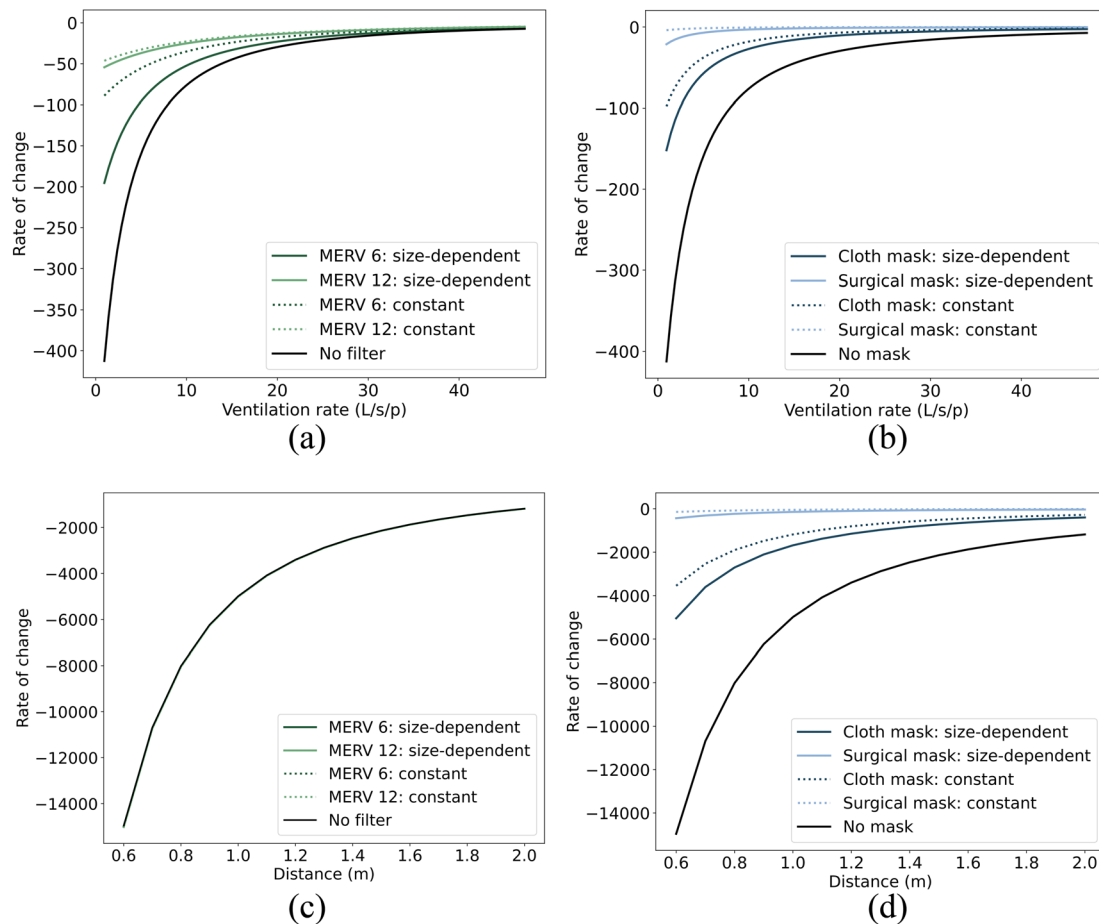 0
−50
−100
−150
−200
−250
−300
−350
−400
Rate of change
MERV 6: size-dependent
MERV 12: size-dependent
MERV 6: constant
MERV 12: constant
No filter
0 10 20 30 40
Ventilation rate (L/s/p)
(a)
0
−100
−200
−300
−400
Rate of change
Cloth mask: size-dependent
Surgical mask: size-dependent
Cloth mask: constant
Surgical mask: constant
No mask
0 10 20 30 40
Ventilation rate (L/s/p)
(b)
−2000
−4000
−6000
−8000
−10000
−12000
−14000
Rate of change
MERV 6: size-dependent
MERV 12: size-dependent
MERV 6: constant
MERV 12: constant
No filter
0.6 0.8 1.0 1.2 1.4 1.6 1.8 2.0
Distance (m)
(c)
0
−2000
−4000
−6000
−8000
−10000
−12000
−14000
Rate of change
Cloth mask: size-dependent
Surgical mask: size-dependent
Cloth mask: constant
Surgical mask: constant
No mask
0.6 0.8 1.0 1.2 1.4 1.6 1.8 2.0
Distance (m)
(d)